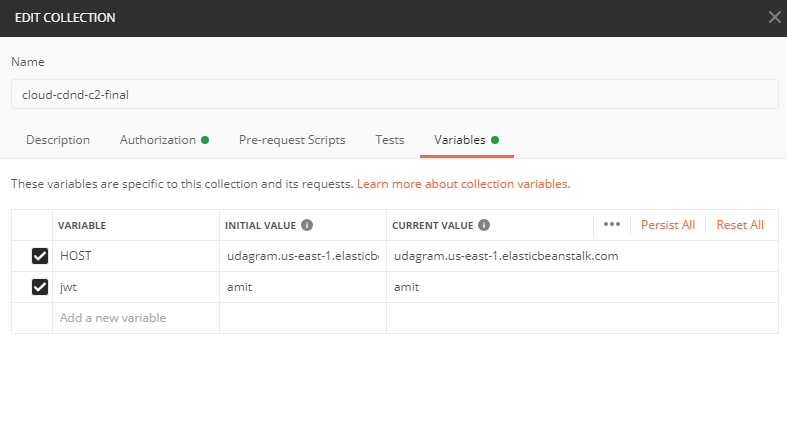 EDIT COLLECTION
Name
cloud-cdnd-c2-final
Description Authorization Pre-request Scripts Tests Variables
These variables are specific to this collection and its requests. Learn more about collection variables.
VARIABLE INITIAL VALUE CURRENT VALUE Persist All Reset All
HOST udagram.us-east-1.elasticb udagram.us-east-1.elasticbeanstalk.com
jwt amit amit
Add a new variable